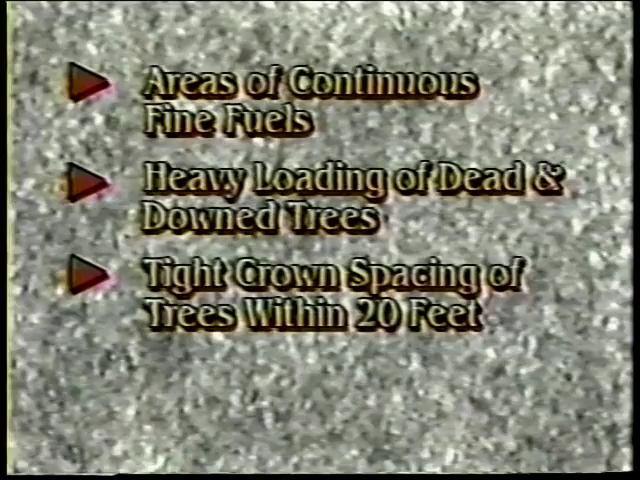 Areas of Continuous
Fine Fuels
Heavy Loading of Dead &
Downed Trees
Tight Crown Spacing of
Trees Within 20 Feet